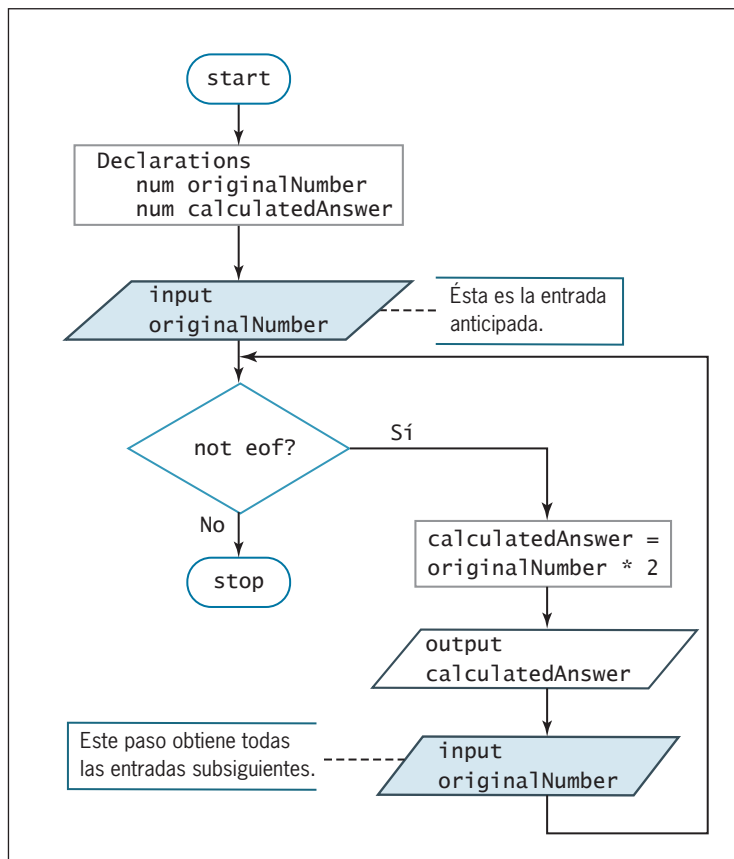 start
Declarations
num originalNumber
num calculatedAnswer
input
originalNumber
Ésta es la entrada
anticipada.
not eof?
Sí
No
stop
calculatedAnswer =
originalNumber * 2
output
calculatedAnswer
Este paso obtiene todas
las entradas subsiguientes.
input
originalNumber